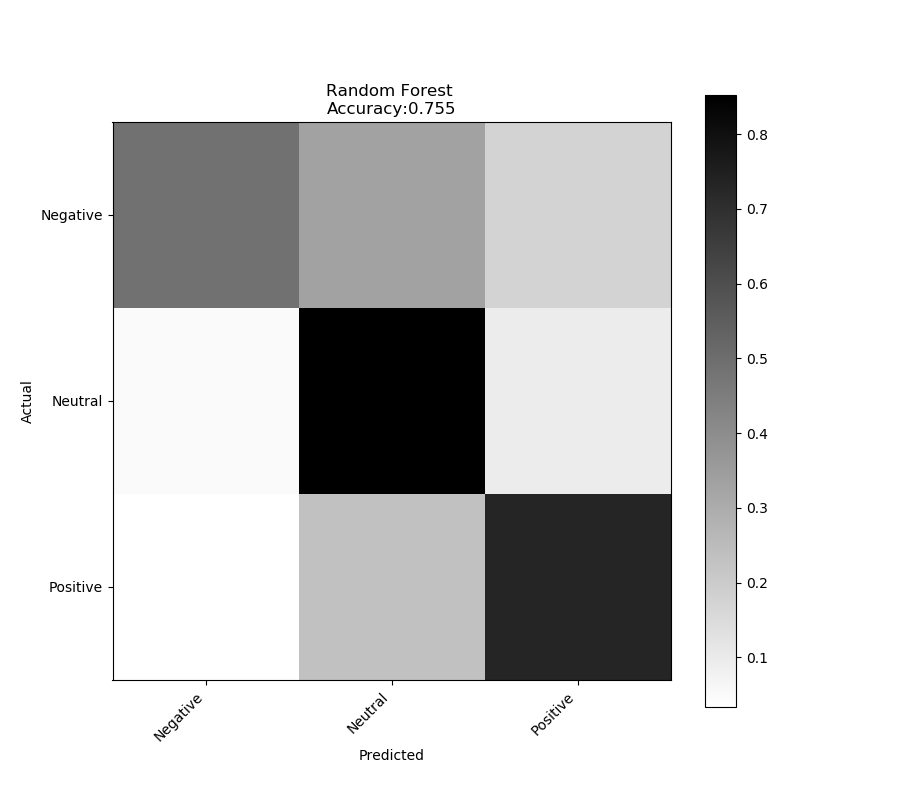 Random Forest
Accuracy:0.755
Actual
Negative
Neutral
Positive
Negative
Neutral
Positive
Predicted
0.8
0.7
0.6
0.5
0.4
0.3
0.2
0.1